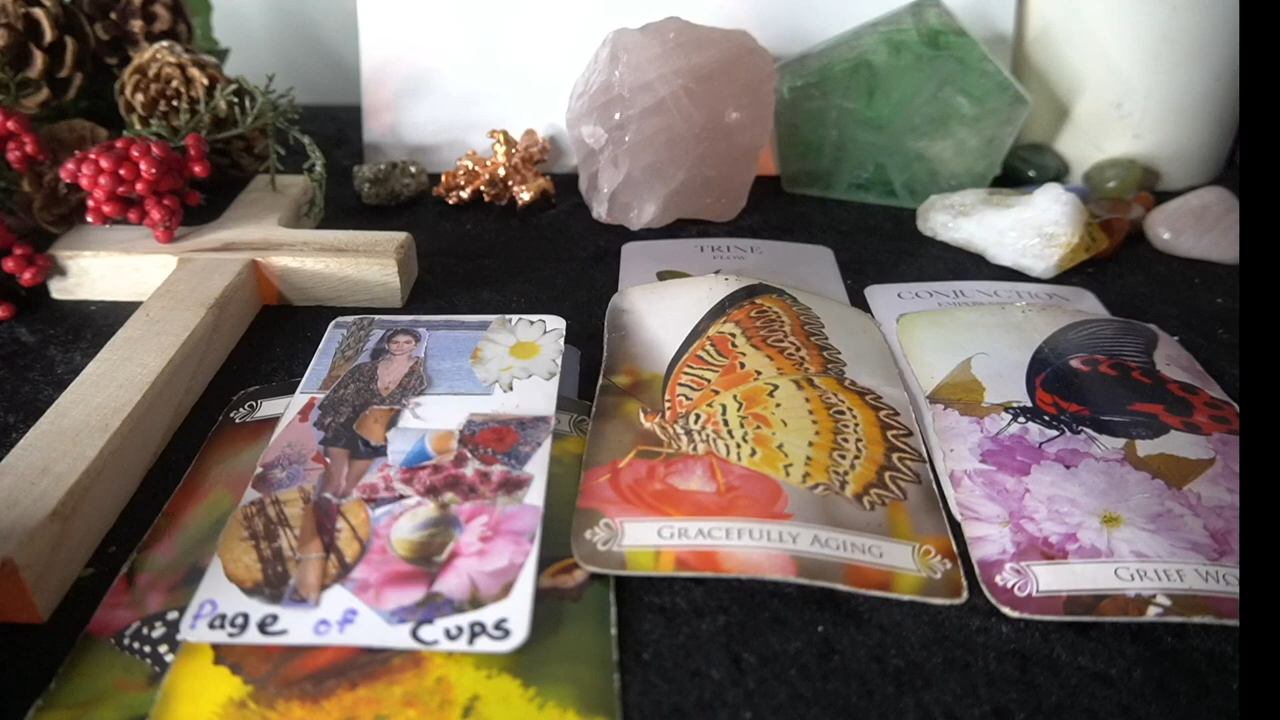 TRINE
FLOW
CONJUNCTION
GRACEFULLY AGING
GRIEF WO
Page of Cups